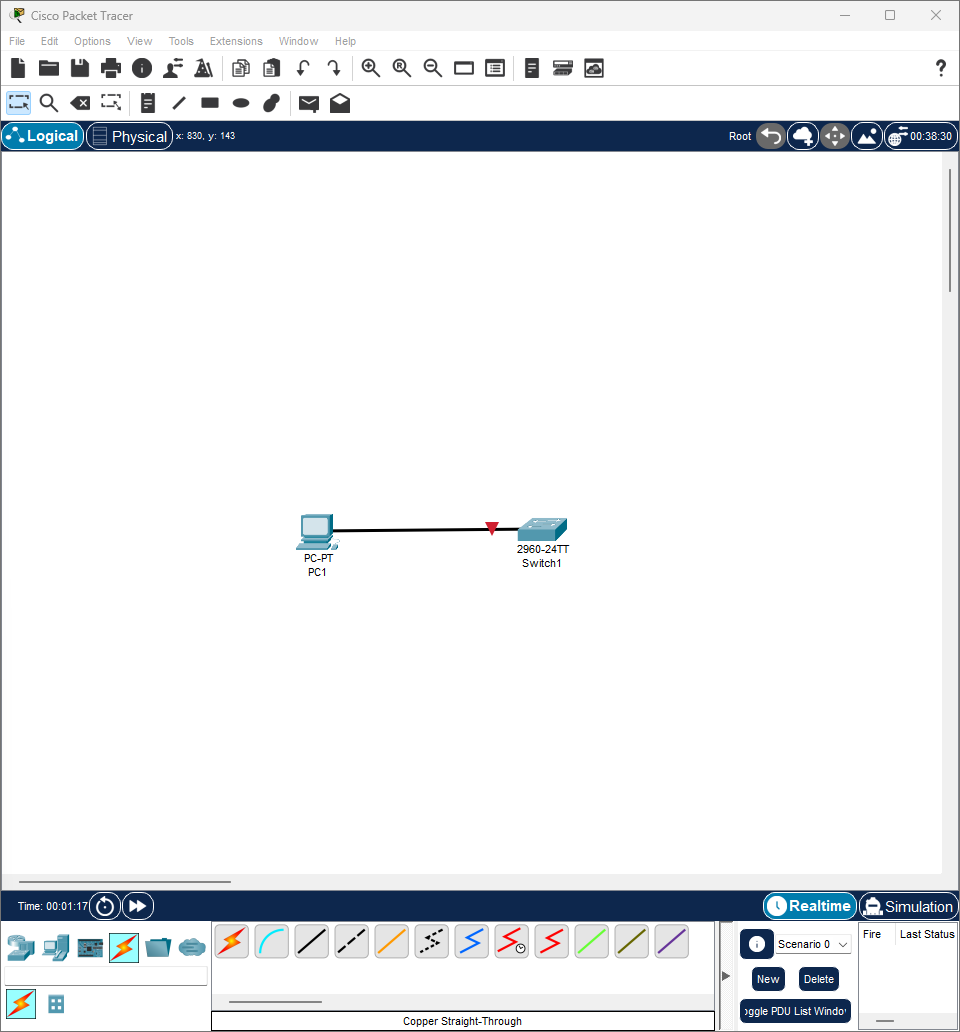 Cisco Packet Tracer
File Edit Options View Tools Extensions Window Help
Logical Physical x: 830, y: 143 Root 00:38:30
PC-PT
PC1
2960-24TT
Switch1
Time: 00:01:17 Realtime Simulation
Scenario 0 Fire Last Status
New Delete
oggle PDU List Windo
Copper Straight-Through